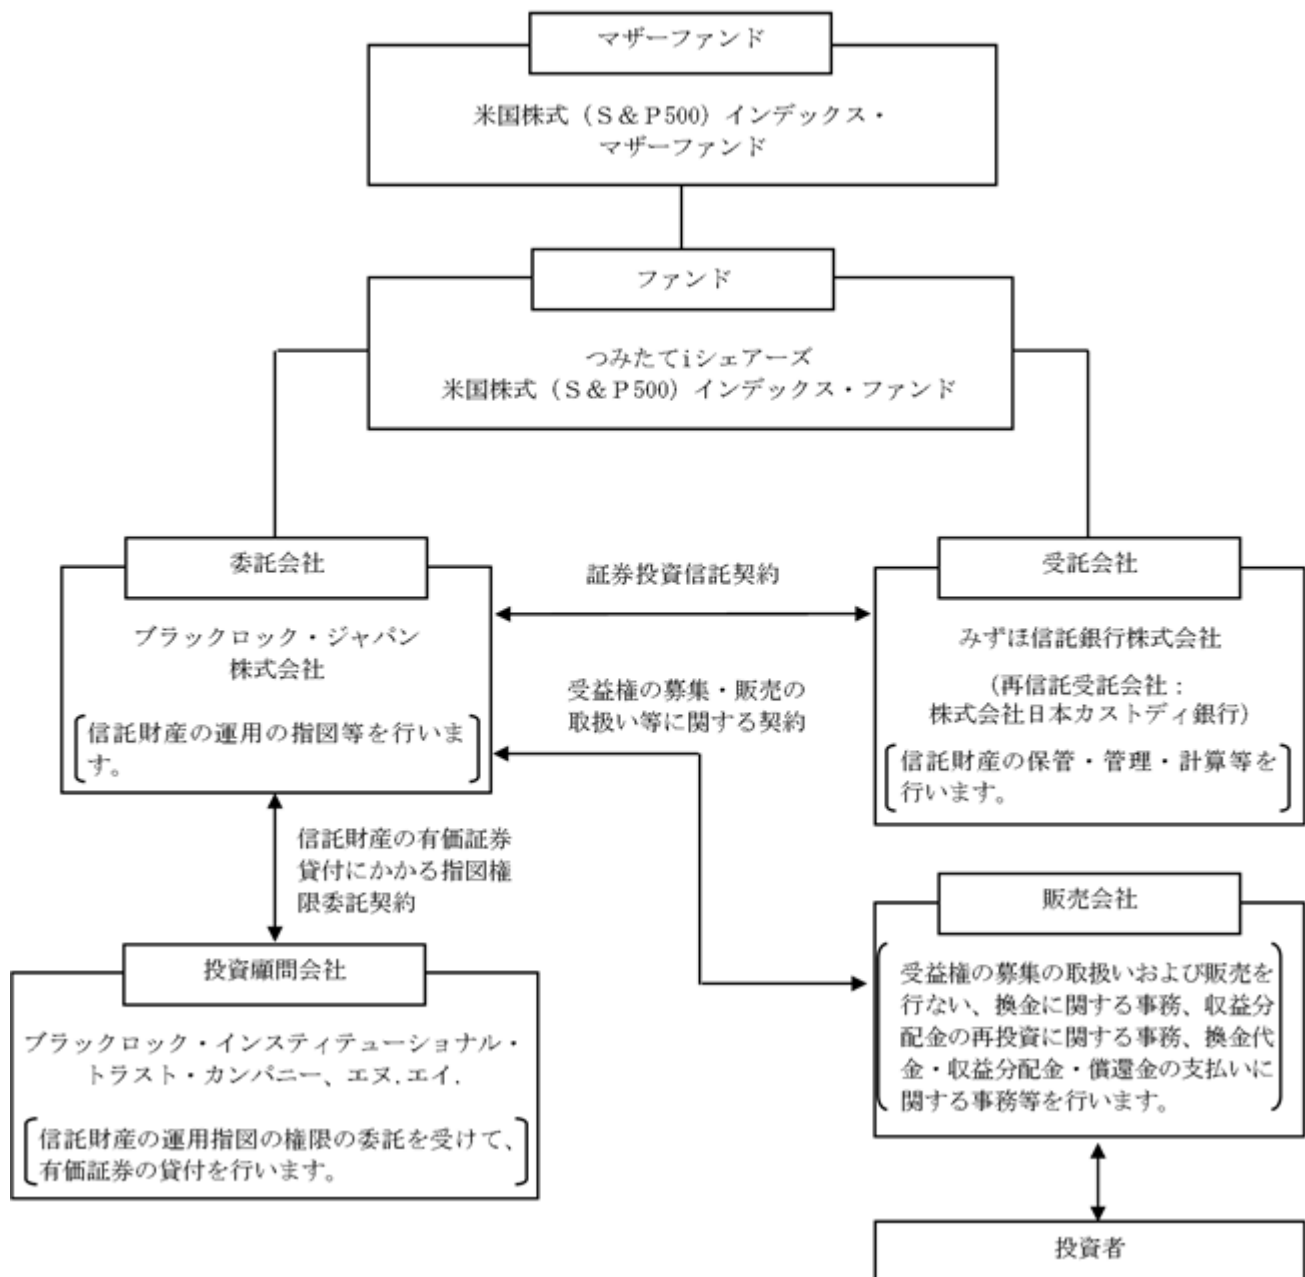 マザーファンド
米国株式（Ｓ＆Ｐ500）インデックス・
マザーファンド
ファンド
つみたてiシェアーズ
米国株式（Ｓ＆Ｐ500）インデックス・ファンド
委託会社
ブラックロック・ジャパン
株式会社
信託財産の運用の指図等を行いま
す。
証券投資信託契約
受益権の募集・販売の
取扱い等に関する契約
受託会社
みずほ信託銀行株式会社
（再信託受託会社：
株式会社日本カストディ銀行）
信託財産の保管・管理・計算等を
行います。
信託財産の有価証券
貸付にかかる指図権
限委託契約
投資顧問会社
ブラックロック・インスティテューショナル・
トラスト・カンパニー、エヌ.エイ.
信託財産の運用指図の権限の委託を受けて、
有価証券の貸付を行います。
販売会社
受益権の募集の取扱いおよび販売を
行ない、換金に関する事務、収益分
配金の再投資に関する事務、換金代
金・収益分配金・償還金の支払いに
関する事務等を行います。
投資者